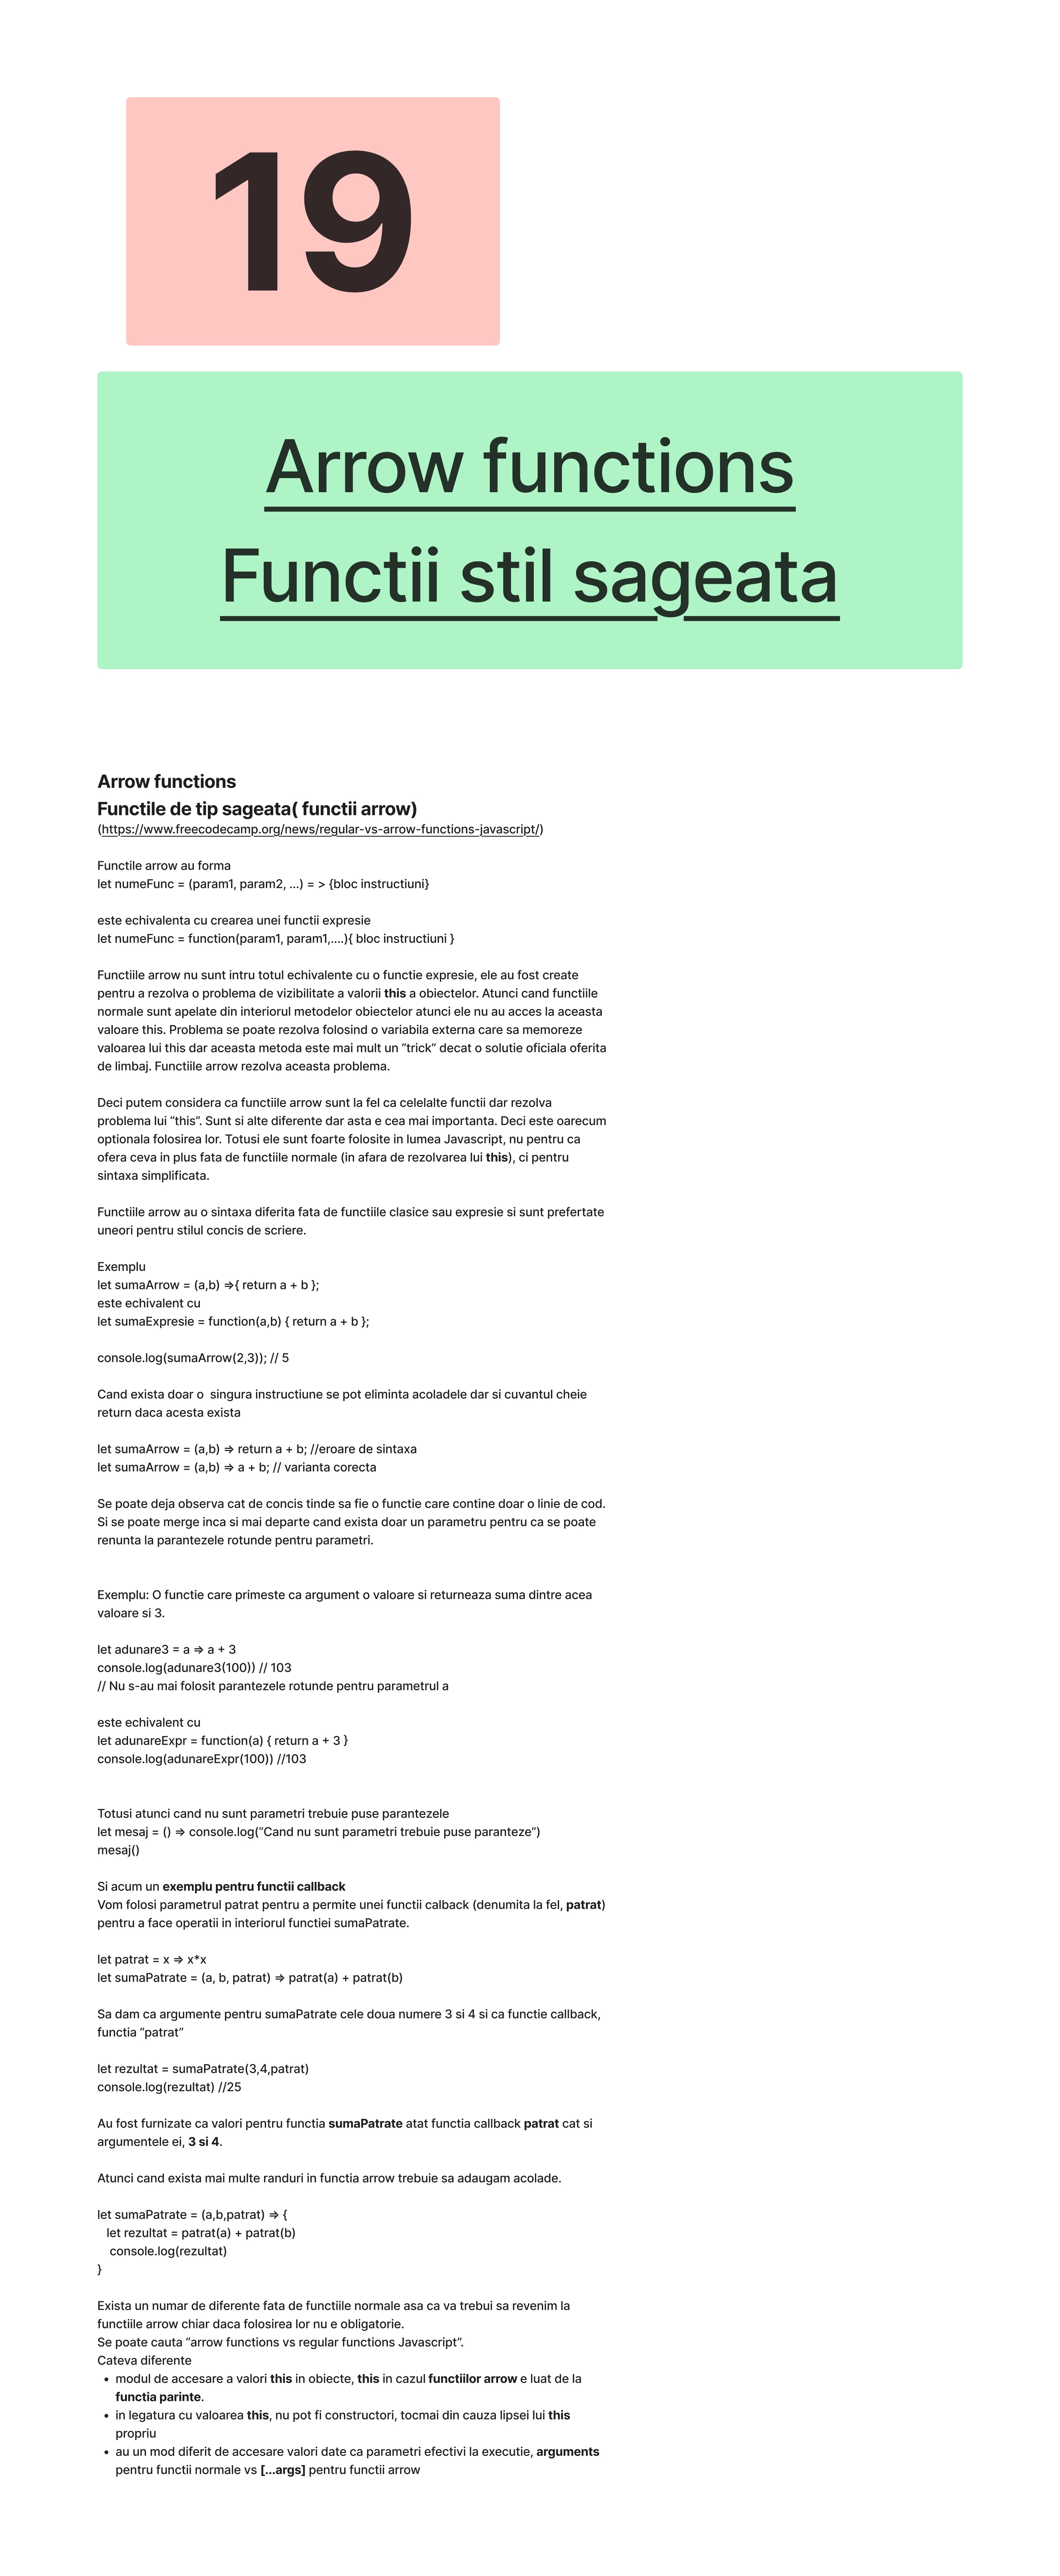 19
Arrow functions
Functii stil sageata
Arrow functions
Functile de tip sageata( functii arrow)
(https://www.freecodecamp.org/news/regular-vs-arrow-functions-javascript/)
Functile arrow au forma
let numeFunc = (param1, param2, ...) = > {bloc instructiuni}
este echivalenta cu crearea unei functii expresie
let numeFunc = function(param1, param1,....){ bloc instructiuni }
Functiile arrow nu sunt intru totul echivalente cu o functie expresie, ele au fost create
pentru a rezolva o problema de vizibilitate a valorii this a obiectelor. Atunci cand functiile
normale sunt apelate din interiorul metodelor obiectelor atunci ele nu au acces la aceasta
valoare this. Problema se poate rezolva folosind o variabila externa care sa memoreze
valoarea lui this dar aceasta metoda este mai mult un “trick” decat o solutie oficiala oferita
de limbaj. Functiile arrow rezolva aceasta problema.
Deci putem considera ca functiile arrow sunt la fel ca celelalte functii dar rezolva
problema lui “this”. Sunt si alte diferente dar asta e cea mai importanta. Deci este oarecum
optionala folosirea lor. Totusi ele sunt foarte folosite in lumea Javascript, nu pentru ca
ofera ceva in plus fata de functiile normale (in afara de rezolvarea lui this), ci pentru
sintaxa simplificata.
Functiile arrow au o sintaxa diferita fata de functiile clasice sau expresie si sunt prefertate
uneori pentru stilul concis de scriere.
Exemplu
let sumaArrow = (a,b) =>{ return a + b };
este echivalent cu
let sumaExpresie = function(a,b) { return a + b };
console.log(sumaArrow(2,3)); // 5
Cand exista doar o  singura instructiune se pot eliminta acoladele dar si cuvantul cheie
return daca acesta exista
let sumaArrow = (a,b) => return a + b; //eroare de sintaxa
let sumaArrow = (a,b) => a + b; // varianta corecta
Se poate deja observa cat de concis tinde sa fie o functie care contine doar o linie de cod.
Si se poate merge inca si mai departe cand exista doar un parametru pentru ca se poate
renunta la parantezele rotunde pentru parametri.
Exemplu: O functie care primeste ca argument o valoare si returneaza suma dintre acea
valoare si 3.
let adunare3 = a => a + 3
console.log(adunare3(100)) // 103
// Nu s-au mai folosit parantezele rotunde pentru parametrul a
este echivalent cu
let adunareExpr = function(a) { return a + 3 }
console.log(adunareExpr(100)) //103
Totusi atunci cand nu sunt parametri trebuie puse parantezele
let mesaj = () => console.log(“Cand nu sunt parametri trebuie puse paranteze”)
mesaj()
Si acum un exemplu pentru functii callback
Vom folosi parametrul patrat pentru a permite unei functii calback (denumita la fel, patrat)
pentru a face operatii in interiorul functiei sumaPatrate.
let patrat = x => x*x
let sumaPatrate = (a, b, patrat) => patrat(a) + patrat(b)
Sa dam ca argumente pentru sumaPatrate cele doua numere 3 si 4 si ca functie callback,
functia “patrat”
let rezultat = sumaPatrate(3,4,patrat)
console.log(rezultat) //25
Au fost furnizate ca valori pentru functia sumaPatrate atat functia callback patrat cat si
argumentele ei, 3 si 4.
Atunci cand exista mai multe randuri in functia arrow trebuie sa adaugam acolade.
let sumaPatrate = (a,b,patrat) => {
let rezultat = patrat(a) + patrat(b)
console.log(rezultat)
}
Exista un numar de diferente fata de functiile normale asa ca va trebui sa revenim la
functiile arrow chiar daca folosirea lor nu e obligatorie.
Se poate cauta “arrow functions vs regular functions Javascript”.
Cateva diferente
• modul de accesare a valori this in obiecte, this in cazul functiilor arrow e luat de la
functia parinte.
• in legatura cu valoarea this, nu pot fi constructori, tocmai din cauza lipsei lui this
propriu
• au un mod diferit de accesare valori date ca parametri efectivi la executie, arguments
pentru functii normale vs [...args] pentru functii arrow